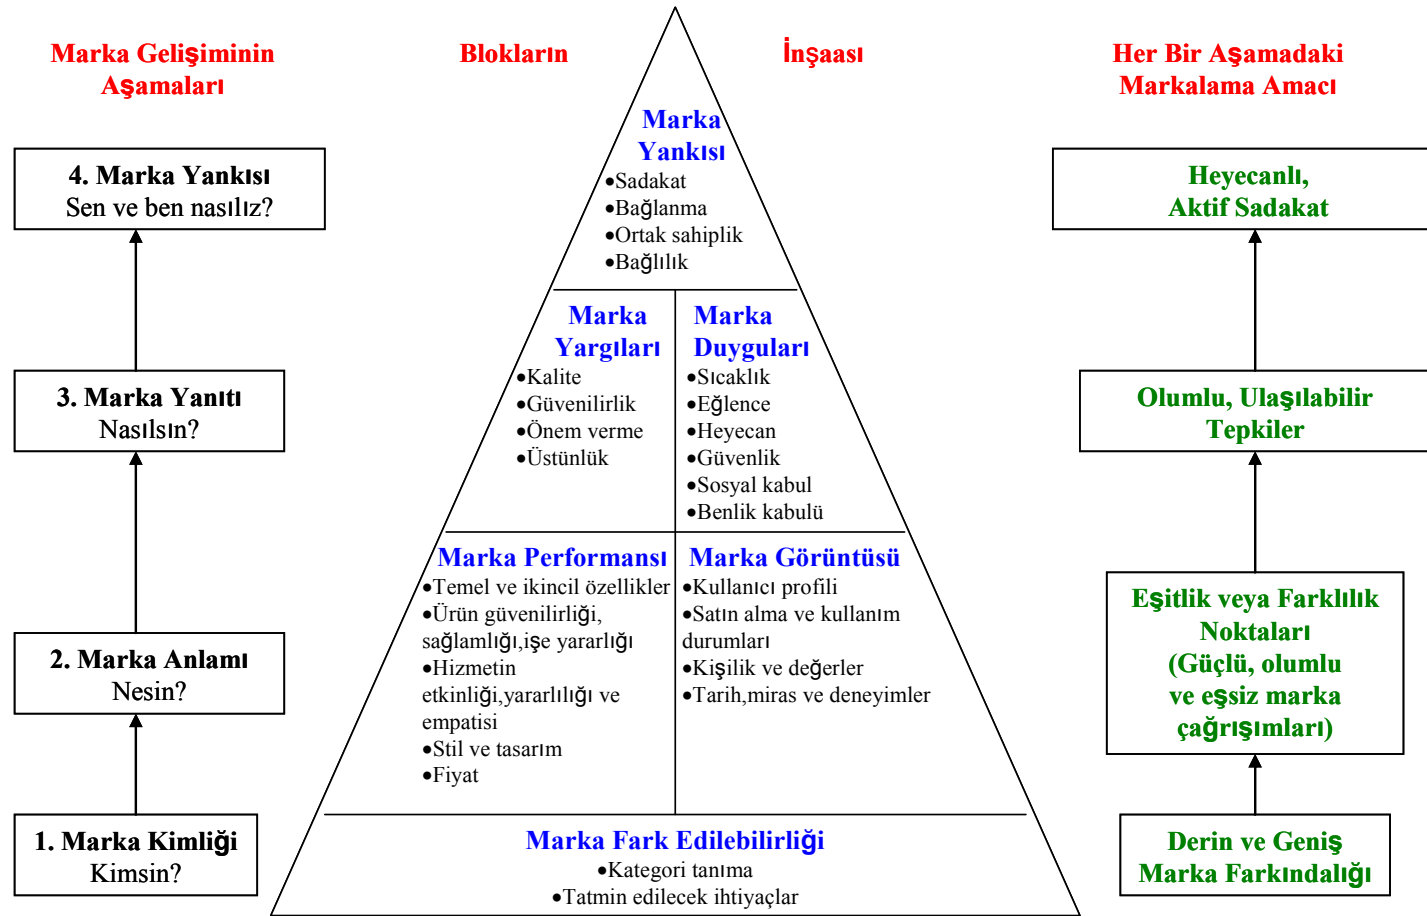 Marka Gelişiminin
Aşamaları
Blokların
İnşaası
Her Bir Aşamadaki
Markalama Amacı
4. Marka Yankısı
Sen ve ben nasılız?
3. Marka Yanıtı
Nasılsın?
2. Marka Anlamı
Nesin?
1. Marka Kimliği
Kimsin?
Marka
Yankısı
•Sadakat
•Bağlanma
•Ortak sahiplik
•Bağlılık
Marka
Yargıları
•Kalite
•Güvenilirlik
•Önem verme
•Üstünlük
Marka
Duyguları
•Sıcaklık
•Eğlence
•Heyecan
•Güvenlik
•Sosyal kabul
•Benlik kabulü
Marka Performansı
•Temel ve ikincil özellikler
•Ürün güvenilirliği,
sağlamlığı,işe yararlığı
•Hizmetin
etkinliği,yararlılığı ve
empatisi
•Stil ve tasarım
•Fiyat
Marka Görüntüsü
•Kullanıcı profili
•Satın alma ve kullanım
durumları
•Kişilik ve değerler
•Tarih,miras ve deneyimler
Marka Fark Edilebilirliği
•Kategori tanıma
•Tatmin edilecek ihtiyaçlar
Heyecanlı,
Aktif Sadakat
Olumlu, Ulaşılabilir
Tepkiler
Eşitlik veya Farklılık
Noktaları
(Güçlü, olumlu
ve eşsiz marka
çağrışımları)
Derin ve Geniş
Marka Farkındalığı